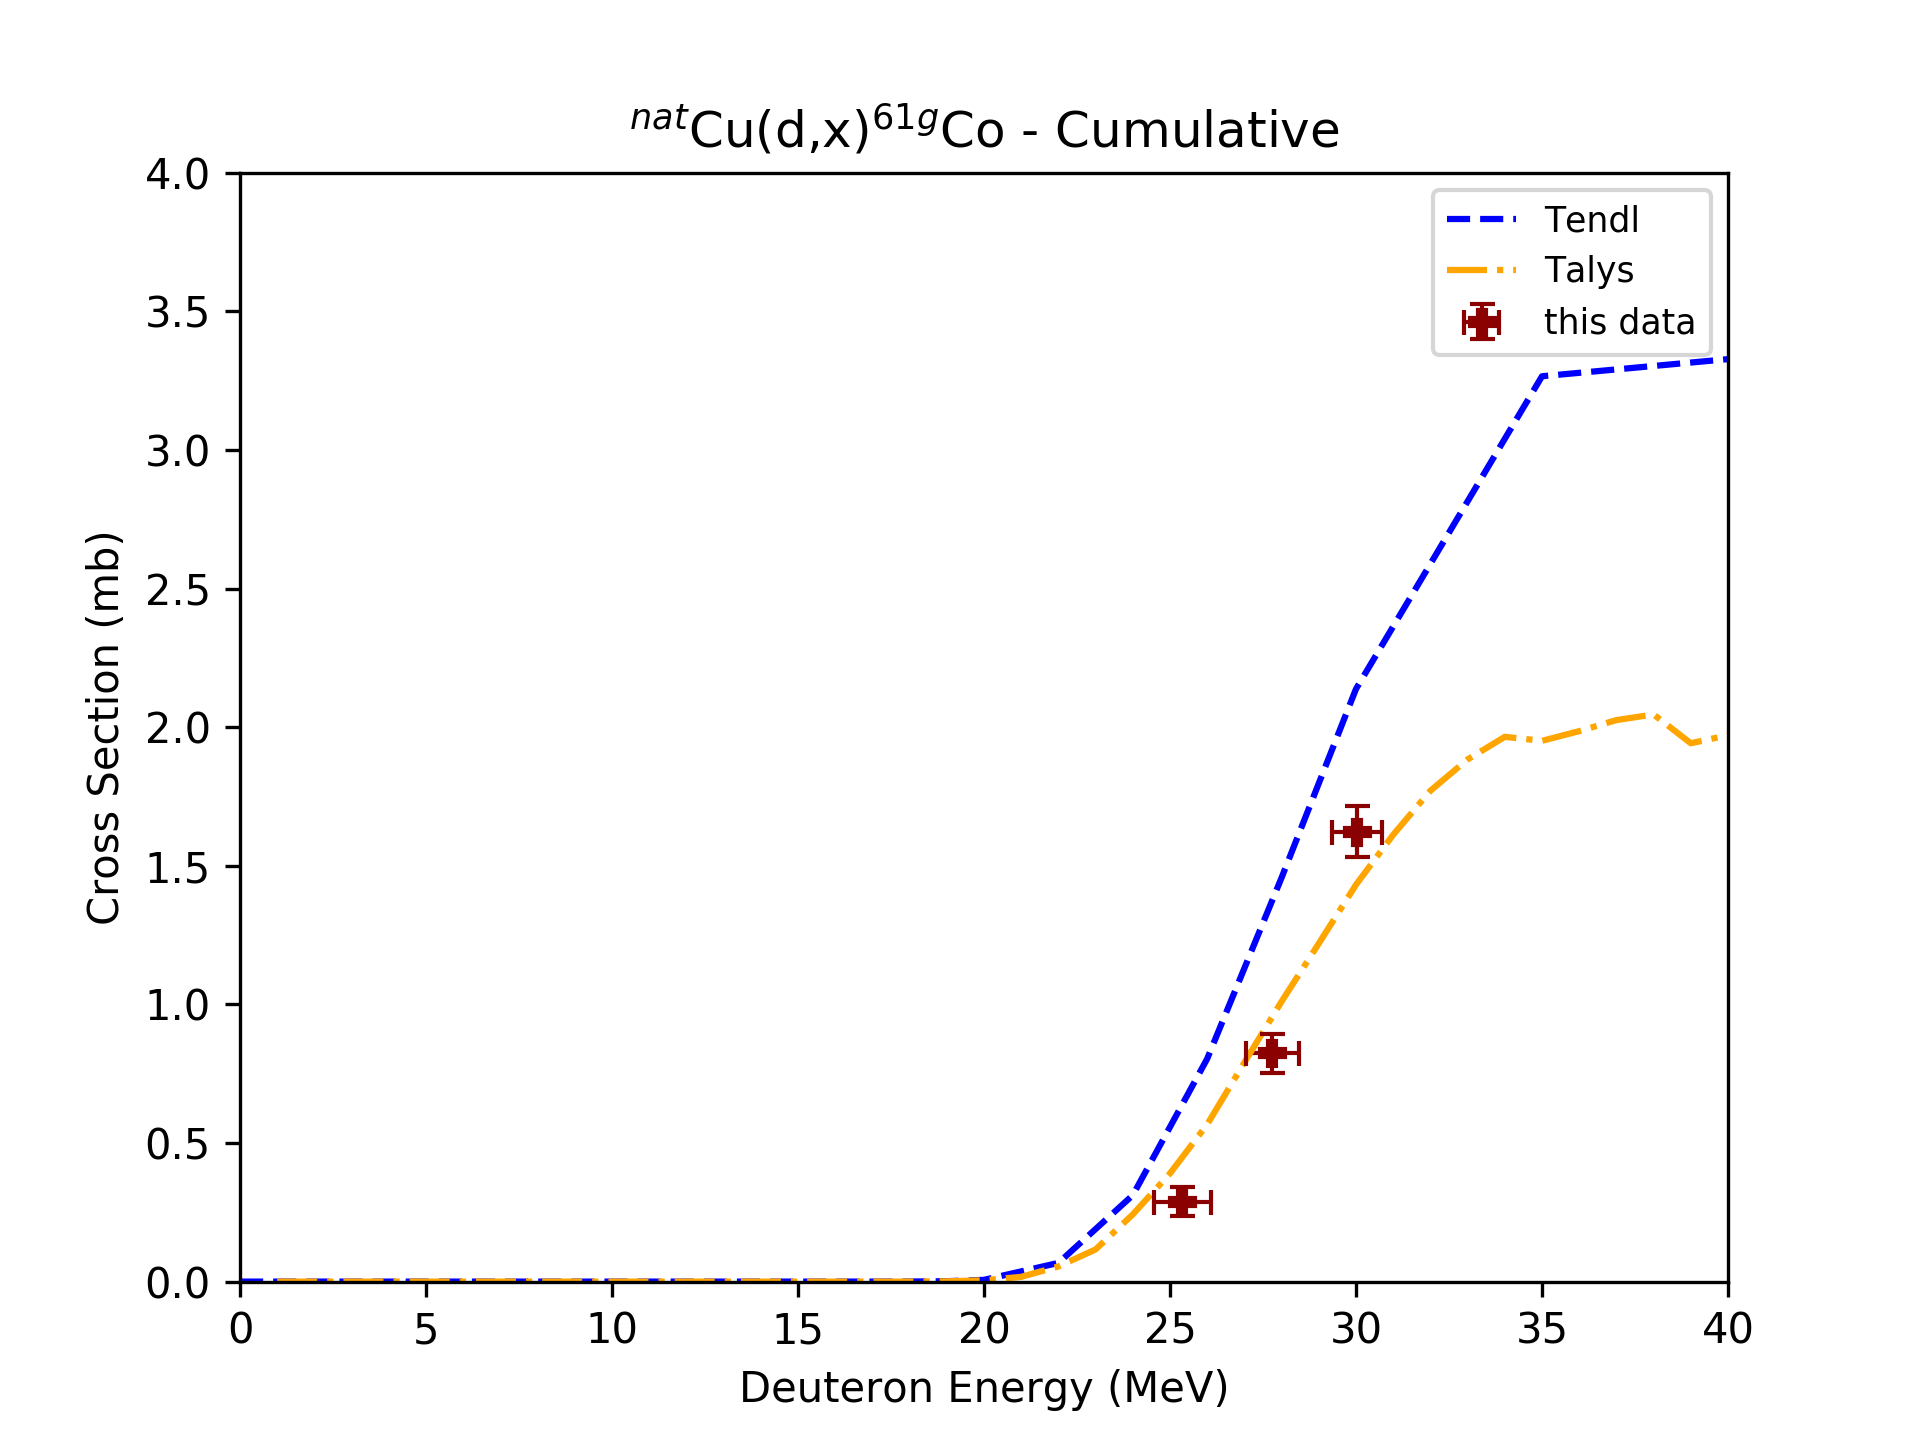 natCu(d,x)61gCo - Cumulative
Tendl
Talys
this data
Cross Section (mb)
4.0
3.5
3.0
2.5
2.0
1.5
1.0
0.5
0.0
0 5 10 15 20 25 30 35 40
Deuteron Energy (MeV)